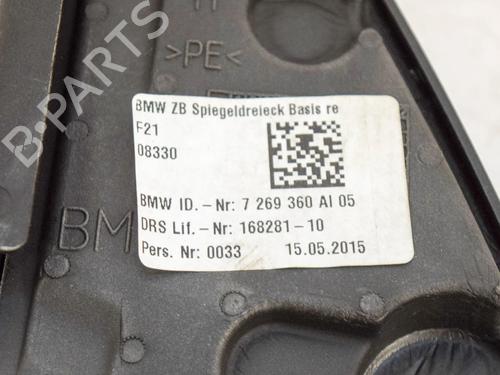 >PE<
BMW ZB Spiegeldreieck Basis re
F21
08330
BMW ID.-Nr: 7 269 360 AI 05
DRS Lif.-Nr: 168281-10
Pers. Nr: 0033 15.05.2015
BM
B-PARTS